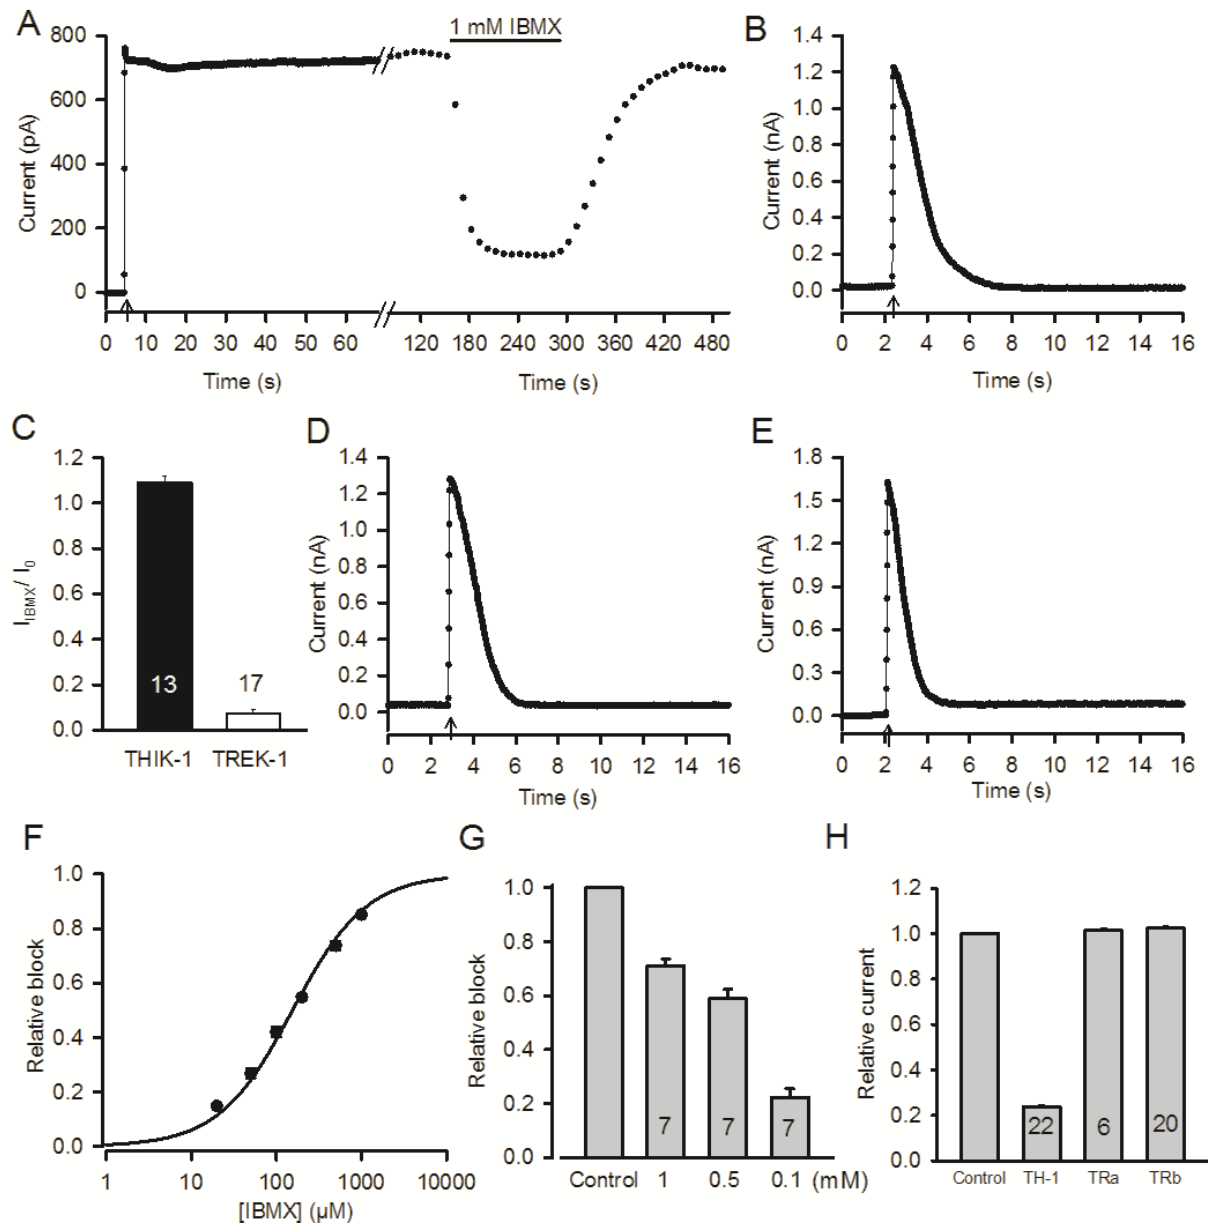 A
1 mM IBMX
800
600
400
200
0
Current (pA)
0 10 20 30 40 50 60
120 180 240 300 360 420 480
Time (s)
Time (s)
B
1.4
1.2
1.0
0.8
0.6
0.4
0.2
0.0
Current (nA)
0 2 4 6 8 10 12 14 16
Time (s)
C
1.2
1.0
0.8
0.6
0.4
0.2
0.0
I_IBMX / I_0
13
17
THIK-1 TREK-1
D
1.4
1.2
1.0
0.8
0.6
0.4
0.2
0.0
Current (nA)
0 2 4 6 8 10 12 14 16
Time (s)
E
1.8
1.5
1.2
0.9
0.6
0.3
0.0
Current (nA)
0 2 4 6 8 10 12 14 16
Time (s)
F
1.0
0.8
0.6
0.4
0.2
0.0
Relative block
1 10 100 1000 10000
[IBMX] (µM)
G
1.0
0.8
0.6
0.4
0.2
0.0
Relative block
7 7 7
Control 1 0.5 0.1 (mM)
H
1.2
1.0
0.8
0.6
0.4
0.2
0.0
Relative current
22 6 20
Control TH-1 TRa TRb